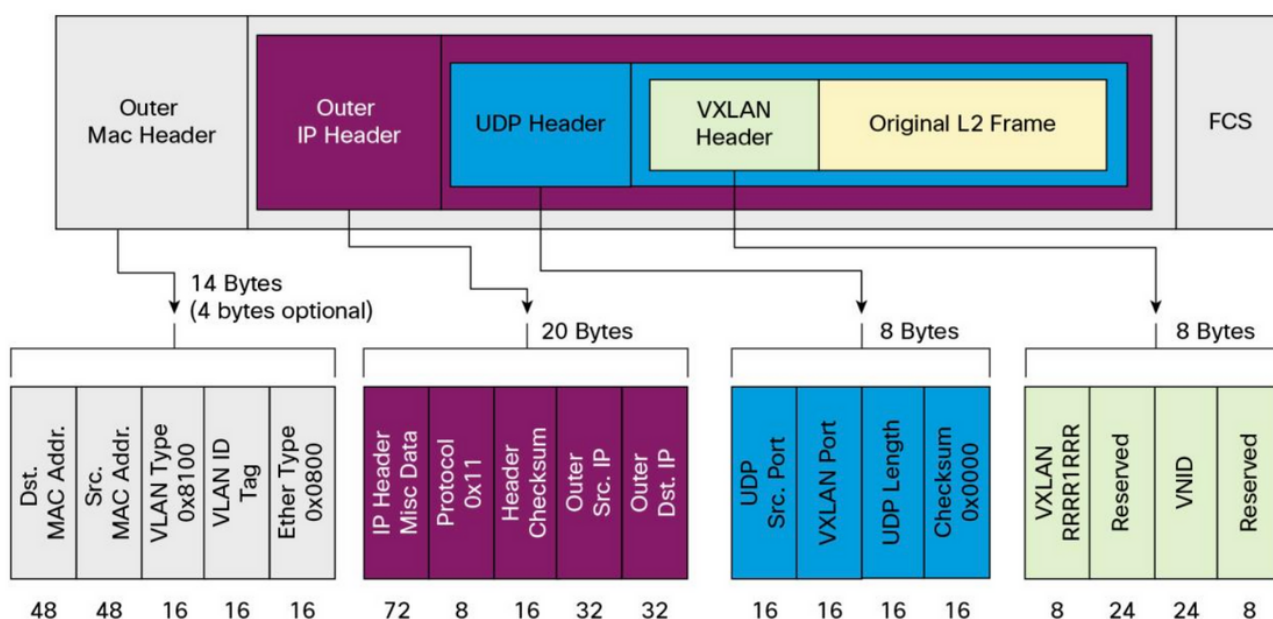 Outer
Mac Header
Outer
IP Header
UDP Header
VXLAN
Header
Original L2 Frame
FCS
14 Bytes
(4 bytes optional)
20 Bytes
8 Bytes
8 Bytes
Dst.
MAC Addr.
Src.
MAC Addr.
VLAN Type
0x8100
VLAN ID
Tag
Ether Type
0x0800
IP Header
Misc Data
Protocol
0x11
Header
Checksum
Outer
Src. IP
Outer
Dst. IP
UDP
Src. Port
VXLAN Port
UDP Length
Checksum
0x0000
VXLAN
RRRR1RRR
Reserved
VNID
Reserved
48
48
16
16
16
72
8
16
32
32
16
16
16
16
8
24
24
8